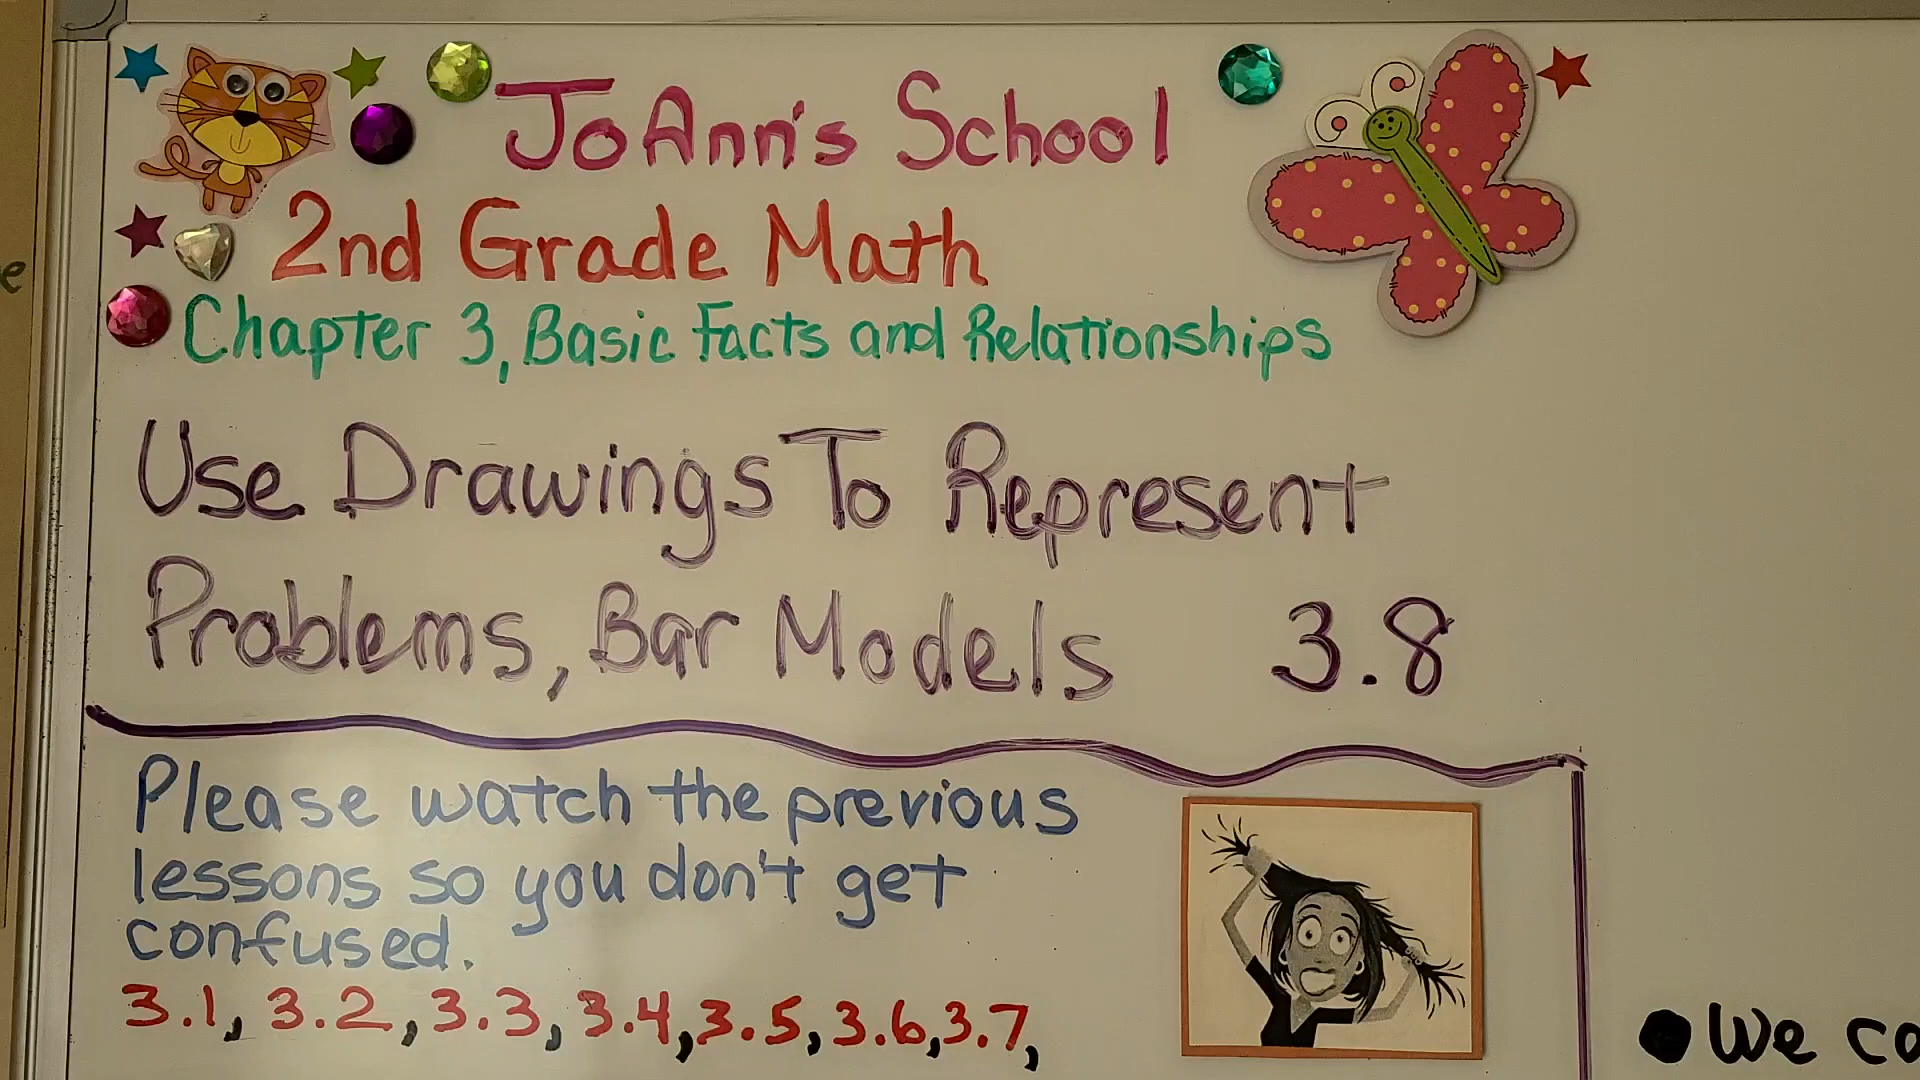 JoAnn's School
2nd Grade Math
Chapter 3, Basic Facts and Relationships
Use Drawings To Represent
Problems, Bar Models 3.8
Please watch the previous
lessons so you don't get
confused.
3.1, 3.2, 3.3, 3.4, 3.5, 3.6, 3.7,
• We